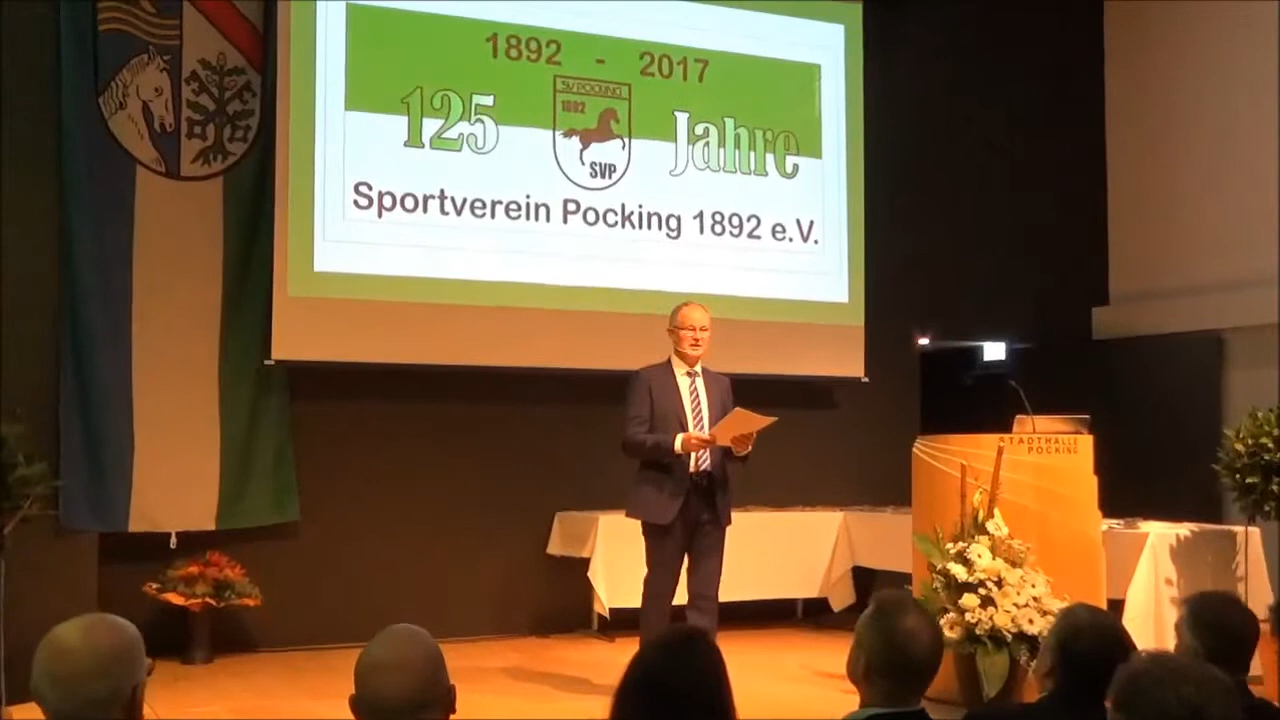 1892 - 2017
125 Jahre
SV POCKING
1892
SVP
Sportverein Pocking 1892 e.V.
STADTHALLE
POCKING